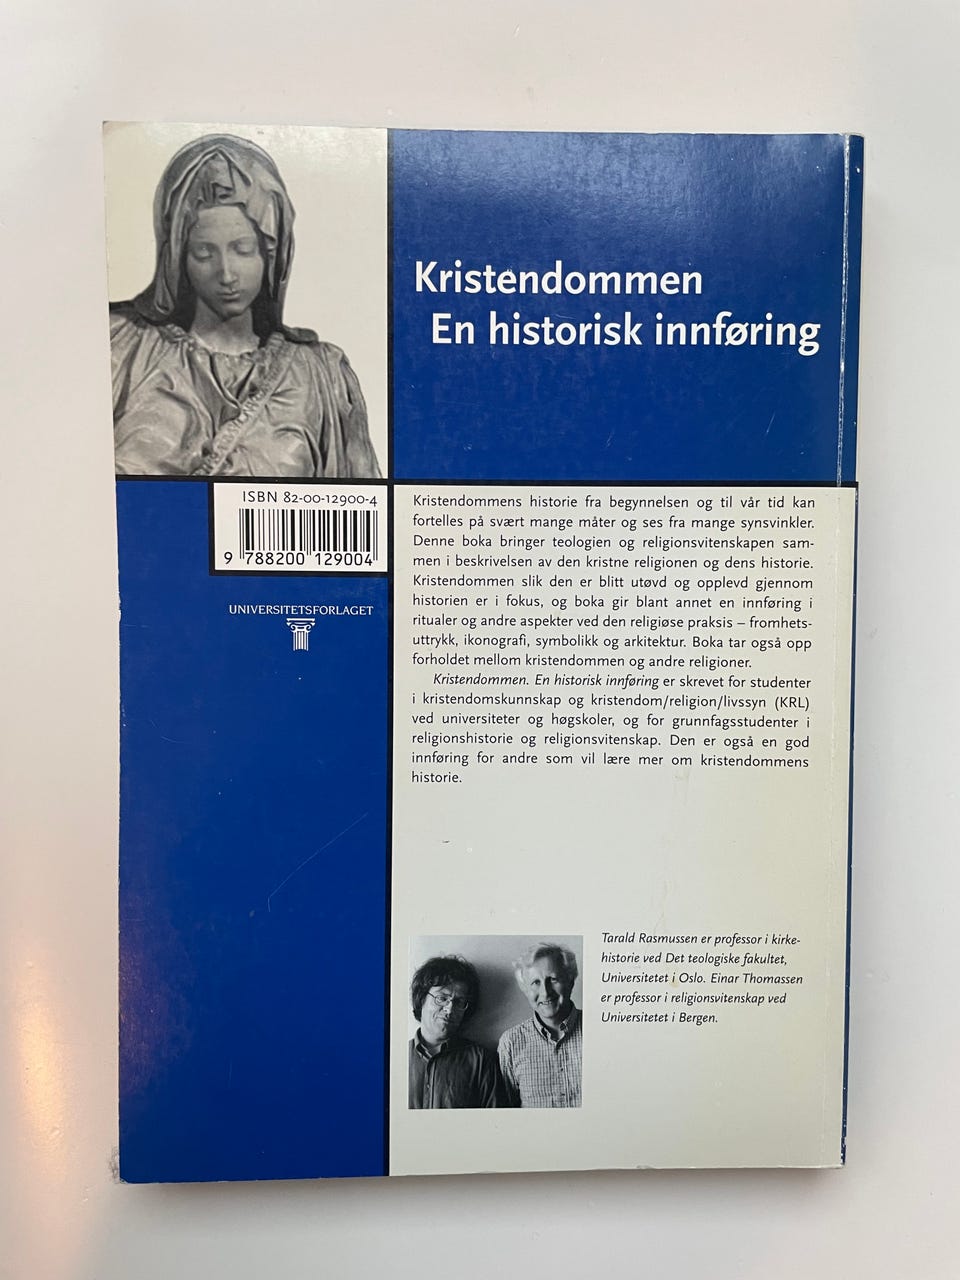 Kristendommen
En historisk innføring
ISBN 82-00-12900-4
9 788200 129004
UNIVERSITETSFORLAGET
Kristendommens historie fra begynnelsen og til vår tid kan
fortelles på svært mange måter og ses fra mange synsvinkler.
Denne boka bringer teologien og religionsvitenskapen sam-
men i beskrivelsen av den kristne religionen og dens historie.
Kristendommen slik den er blitt utøvd og opplevd gjennom
historien er i fokus, og boka gir blant annet en innføring i
ritualer og andre aspekter ved den religiøse praksis – fromhets-
uttrykk, ikonografi, symbolikk og arkitektur. Boka tar også opp
forholdet mellom kristendommen og andre religioner.
Kristendommen. En historisk innføring er skrevet for studenter
i kristendomskunnskap og kristendom/religion/livssyn (KRL)
ved universiteter og høgskoler, og for grunnfagsstudenter i
religionshistorie og religionsvitenskap. Den er også en god
innføring for andre som vil lære mer om kristendommens
historie.
Tarald Rasmussen er professor i kirke-
historie ved Det teologiske fakultet,
Universitetet i Oslo. Einar Thomassen
er professor i religionsvitenskap ved
Universitetet i Bergen.